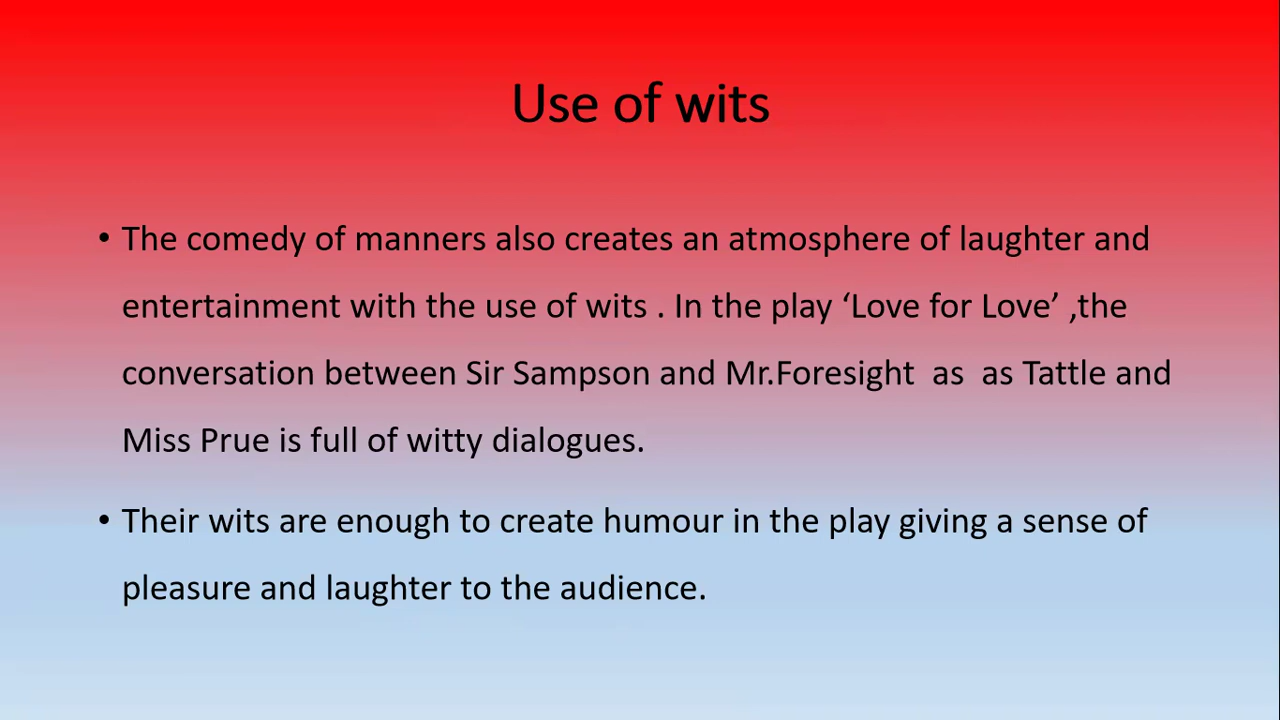 Use of wits
• The comedy of manners also creates an atmosphere of laughter and
entertainment with the use of wits . In the play ‘Love for Love’ ,the
conversation between Sir Sampson and Mr.Foresight  as  as Tattle and
Miss Prue is full of witty dialogues.
• Their wits are enough to create humour in the play giving a sense of
pleasure and laughter to the audience.